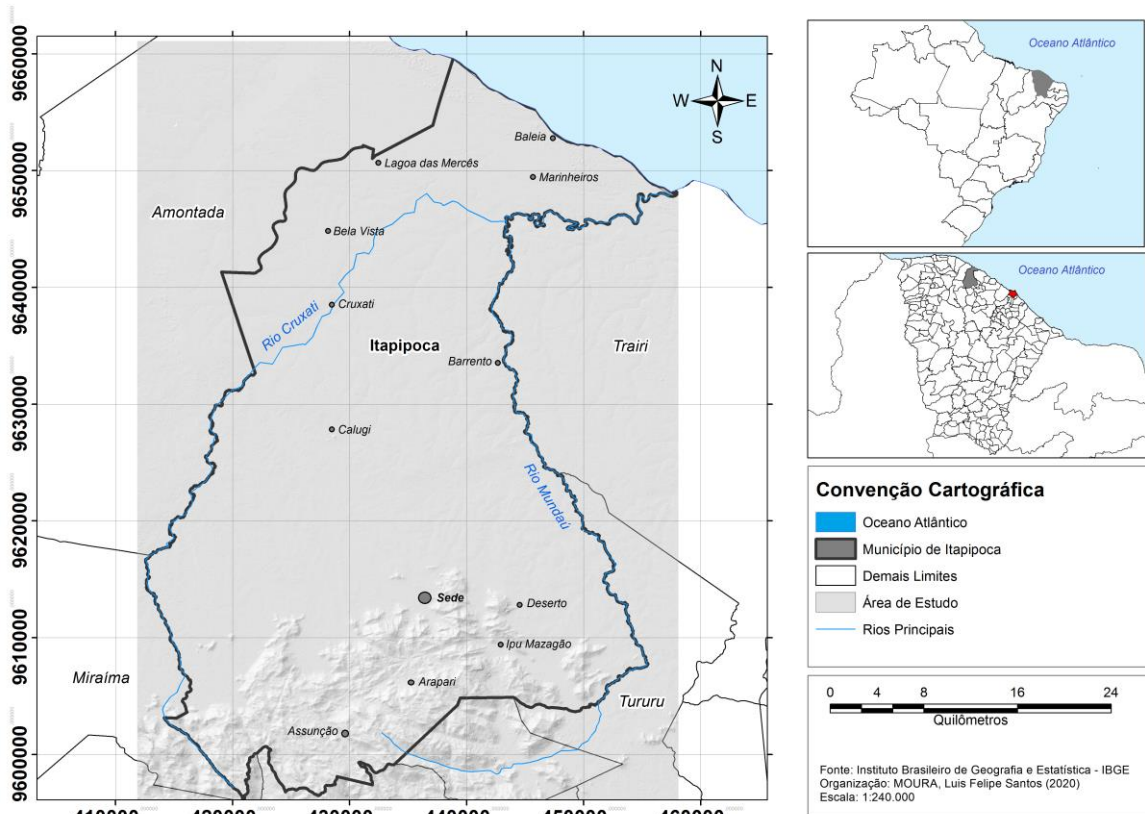 9660000
9650000
9640000
9630000
9620000
9610000
9600000
N
W E
S
Baleia
Lagoa das Mercês
Marinheiros
Amontada
Bela Vista
Rio Cruxati
Cruxati
Itapipoca
Trairi
Barrento
Calugi
Rio Mundaú
Sede
Deserto
Ipu Mazagão
Miraíma
Arapari
Tururu
Assunção
Oceano Atlântico
Oceano Atlântico
Convenção Cartográfica
Oceano Atlântico
Município de Itapipoca
Demais Limites
Área de Estudo
Rios Principais
0 4 8 16 24
Quilômetros
Fonte: Instituto Brasileiro de Geografia e Estatística - IBGE
Organização: MOURA, Luis Felipe Santos (2020)
Escala: 1:240.000